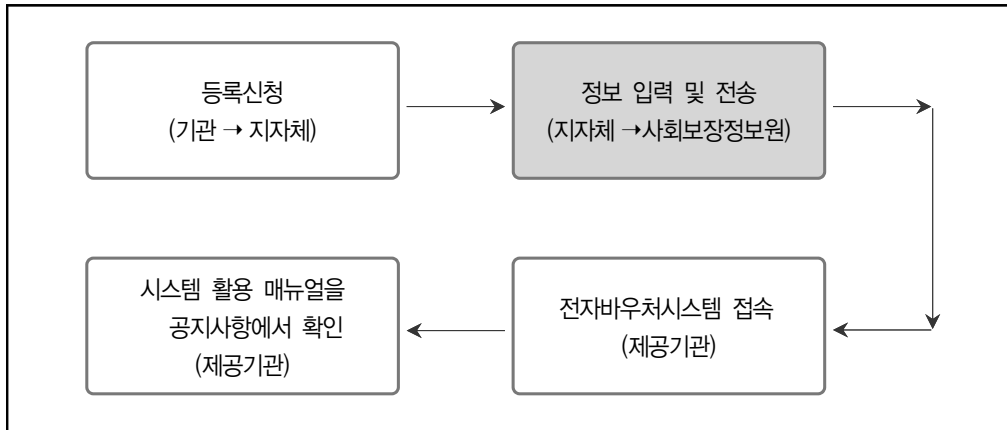 등록신청
(기관 → 지자체)
정보 입력 및 전송
(지자체 →사회보장정보원)
전자바우처시스템 접속
(제공기관)
시스템 활용 매뉴얼을
공지사항에서 확인
(제공기관)